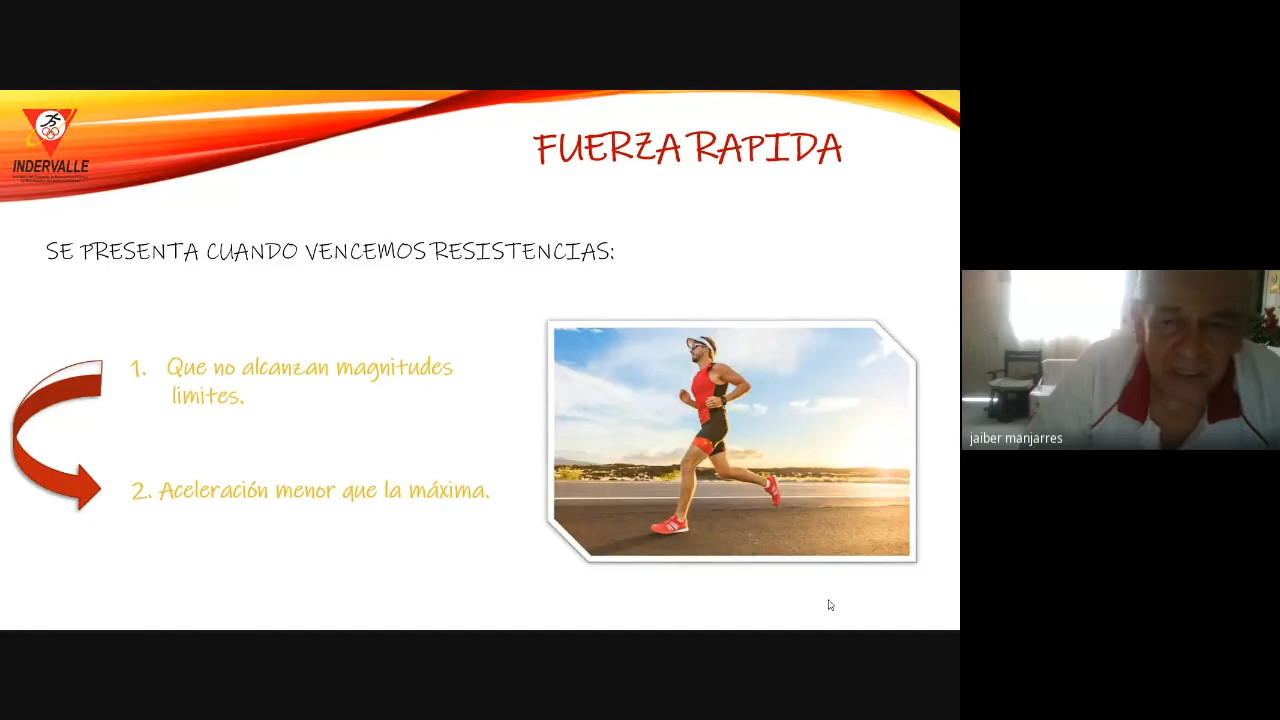 INDERVALLE
FUERZA RAPIDA
SE PRESENTA CUANDO VENCEMOS RESISTENCIAS:
1. Que no alcanzan magnitudes
limites.
2. Aceleración menor que la máxima.
jaiber manjarres